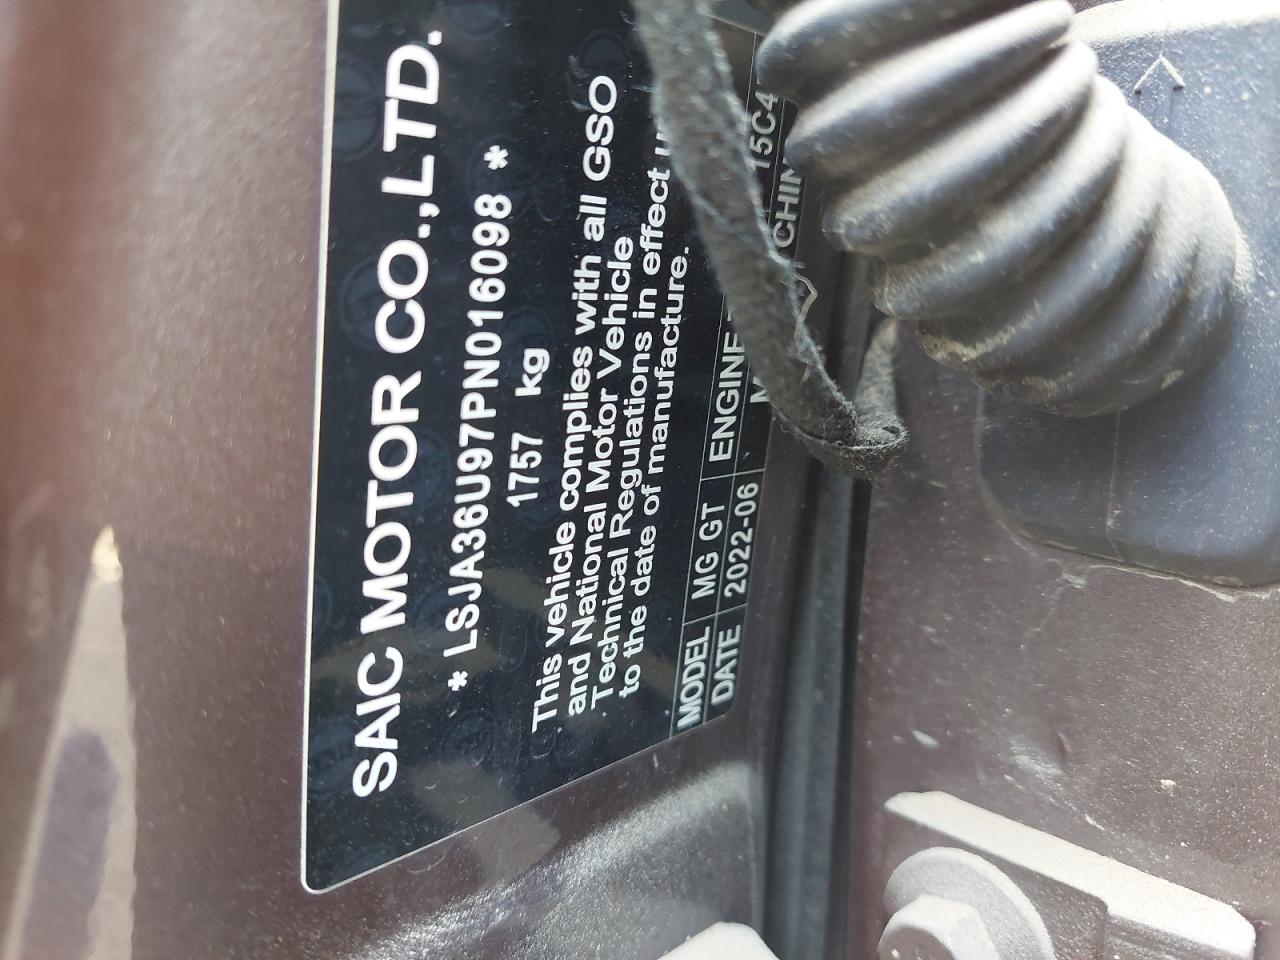 SAIC MOTOR CO.,LTD.
* LSJA36U97PN016098 *
1757 kg
This vehicle complies with all GSO
and National Motor Vehicle
Technical Regulations in effect
to the date of manufacture.
MODEL MG GT ENGINE 15C4
DATE 2022-06